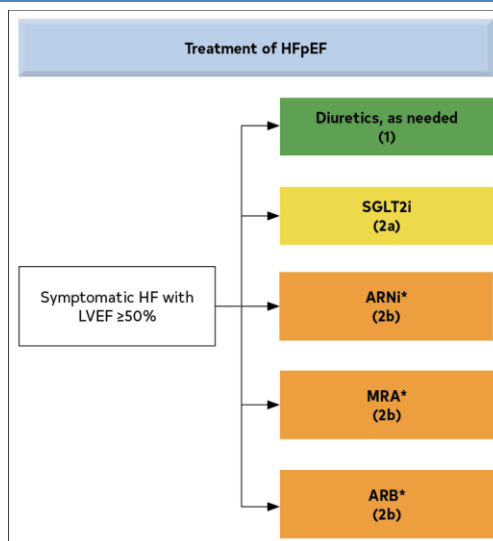 Treatment of HFpEF
Diuretics, as needed
(1)
SGLT2i
(2a)
Symptomatic HF with
LVEF ≥50%
ARNi*
(2b)
MRA*
(2b)
ARB*
(2b)